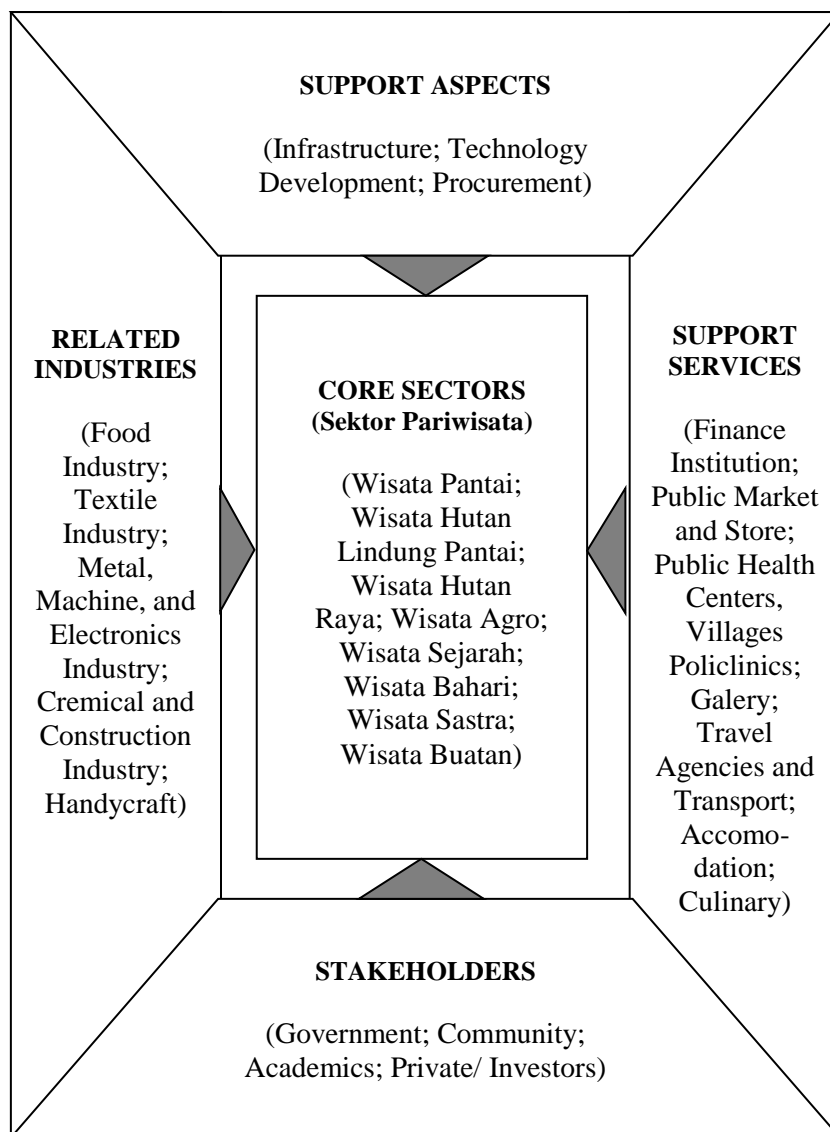 SUPPORT ASPECTS
(Infrastructure; Technology
Development; Procurement)
RELATED
INDUSTRIES
(Food
Industry;
Textile
Industry;
Metal,
Machine, and
Electronics
Industry;
Cremical and
Construction
Industry;
Handycraft)
CORE SECTORS
(Sektor Pariwisata)
(Wisata Pantai;
Wisata Hutan
Lindung Pantai;
Wisata Hutan
Raya; Wisata Agro;
Wisata Sejarah;
Wisata Bahari;
Wisata Sastra;
Wisata Buatan)
SUPPORT
SERVICES
(Finance
Institution;
Public Market
and Store;
Public Health
Centers,
Villages
Policlinics;
Galery;
Travel
Agencies and
Transport;
Accomo-
dation;
Culinary)
STAKEHOLDERS
(Government; Community;
Academics; Private/ Investors)